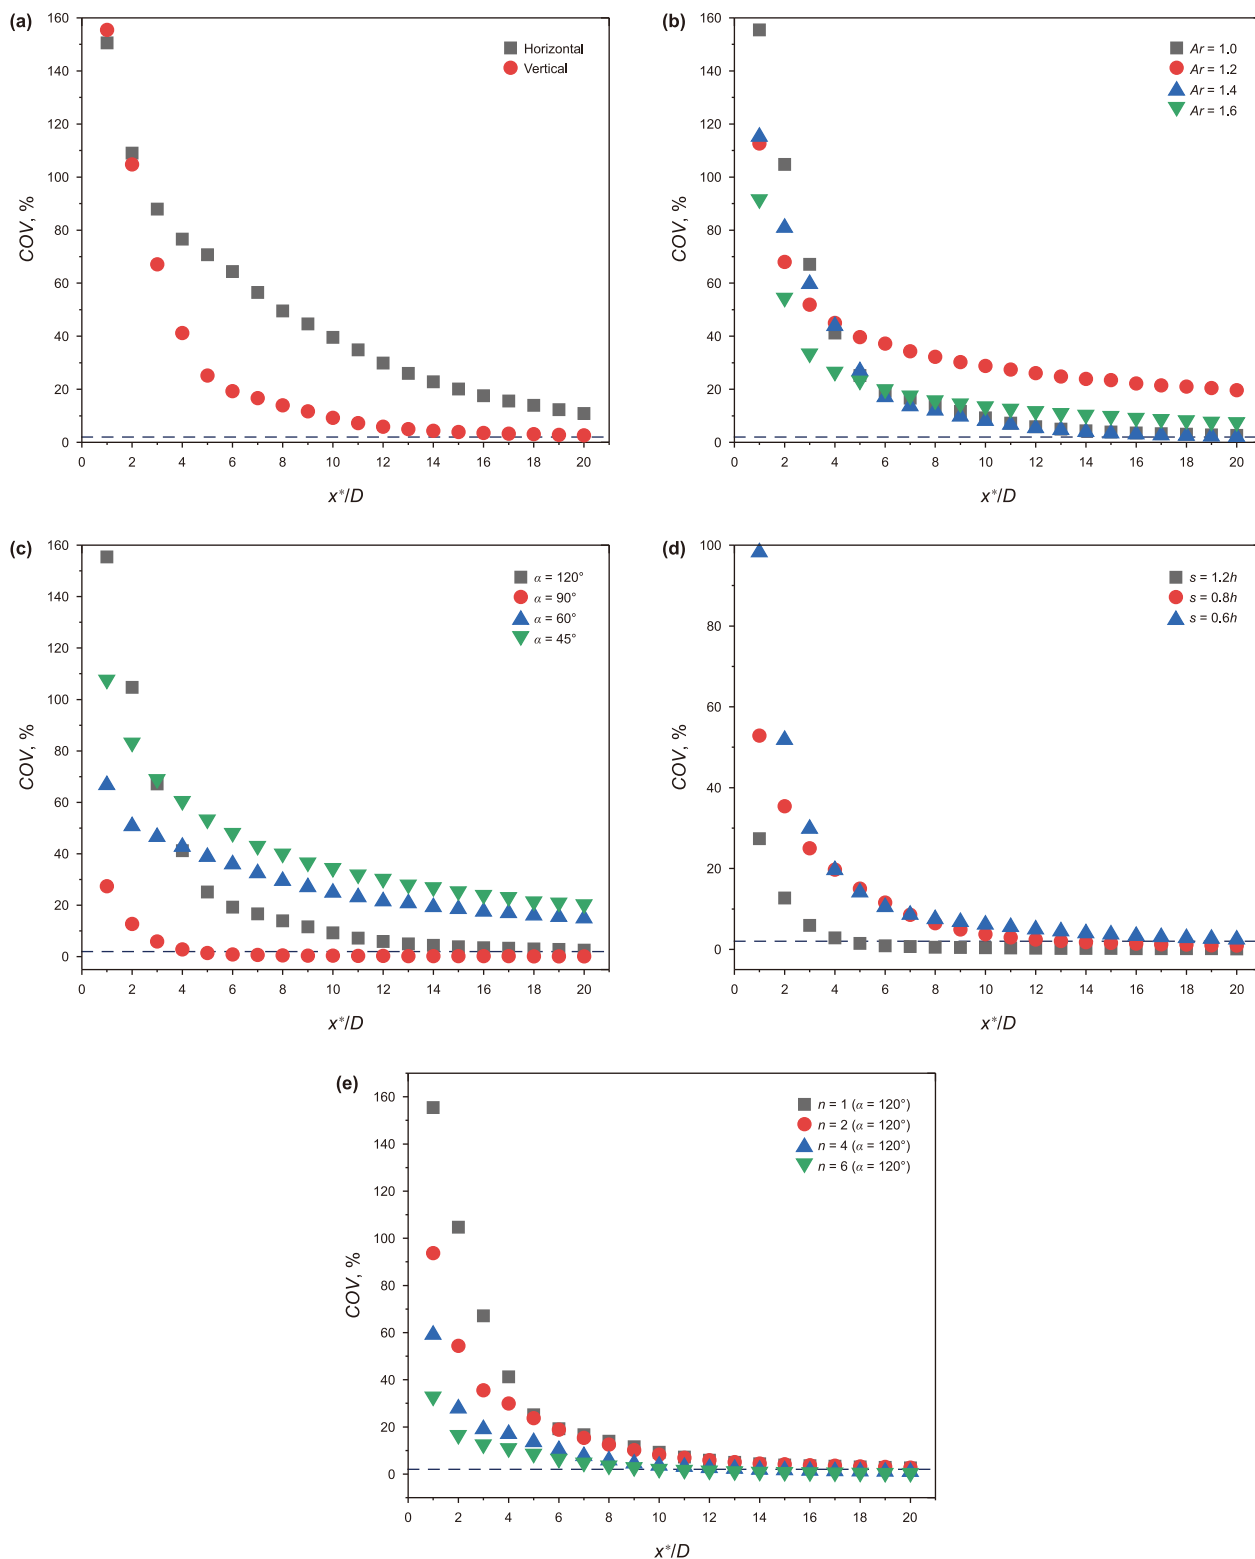 (a)
160
140
120
100
80
60
40
20
0
COV, %
Horizontal
Vertical
0 2 4 6 8 10 12 14 16 18 20
x*/D
(b)
160
140
120
100
80
60
40
20
0
COV, %
Ar = 1.0
Ar = 1.2
Ar = 1.4
Ar = 1.6
0 2 4 6 8 10 12 14 16 18 20
x*/D
(c)
160
140
120
100
80
60
40
20
0
COV, %
α = 120°
α = 90°
α = 60°
α = 45°
0 2 4 6 8 10 12 14 16 18 20
x*/D
(d)
100
80
60
40
20
0
COV, %
s = 1.2h
s = 0.8h
s = 0.6h
0 2 4 6 8 10 12 14 16 18 20
x*/D
(e)
160
140
120
100
80
60
40
20
0
COV, %
n = 1 (α = 120°)
n = 2 (α = 120°)
n = 4 (α = 120°)
n = 6 (α = 120°)
0 2 4 6 8 10 12 14 16 18 20
x*/D